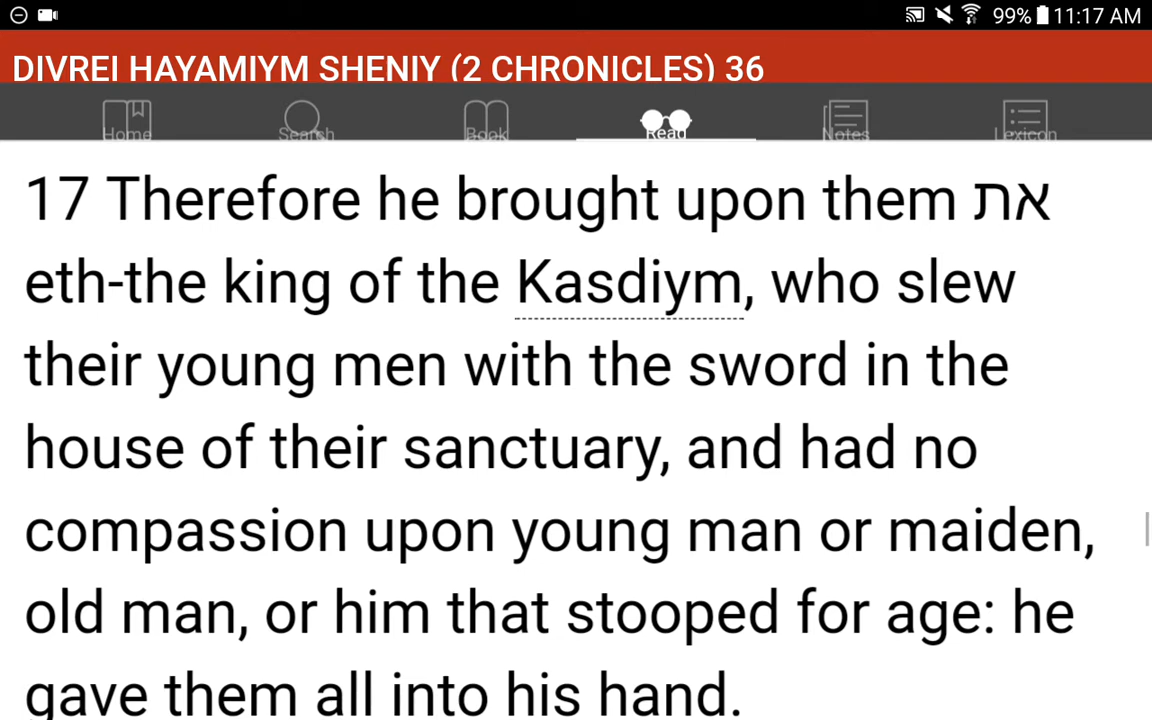 99% 11:17 AM
DIVREI HAYAMIYM SHENIY (2 CHRONICLES) 36
Home Search Book Read Notes Lexicon
17 Therefore he brought upon them את
eth-the king of the Kasdiym, who slew
their young men with the sword in the
house of their sanctuary, and had no
compassion upon young man or maiden,
old man, or him that stooped for age: he
gave them all into his hand.